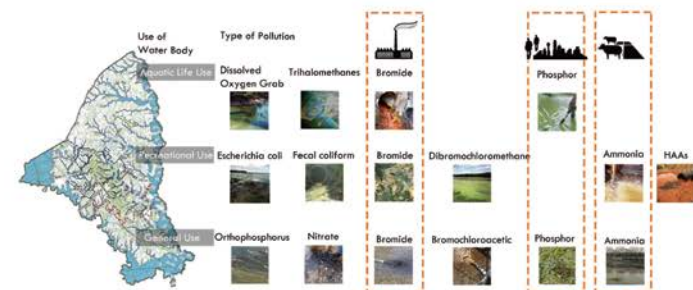 Use of
Water Body
Type of Pollution
Aquatic Life Use
Dissolved
Oxygen Grab
Trihalomethanes
Bromide
Phosphor
Recreational Use
Escherichia coli
Fecal coliform
Bromide
Dibromochloromethane
Ammonia
HAAs
General Use
Orthophosphorus
Nitrate
Bromide
Bromochloroacetic
Phosphor
Ammonia